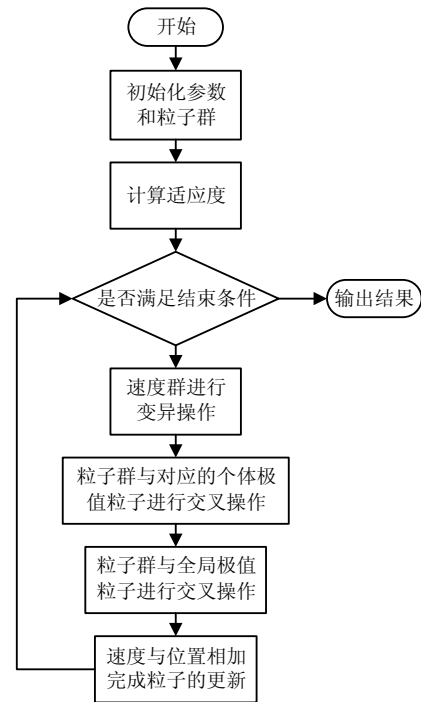 开始
初始化参数
和粒子群
计算适应度
是否满足结束条件
输出结果
速度群进行
变异操作
粒子群与对应的个体极
值粒子进行交叉操作
粒子群与全局极值
粒子进行交叉操作
速度与位置相加
完成粒子的更新